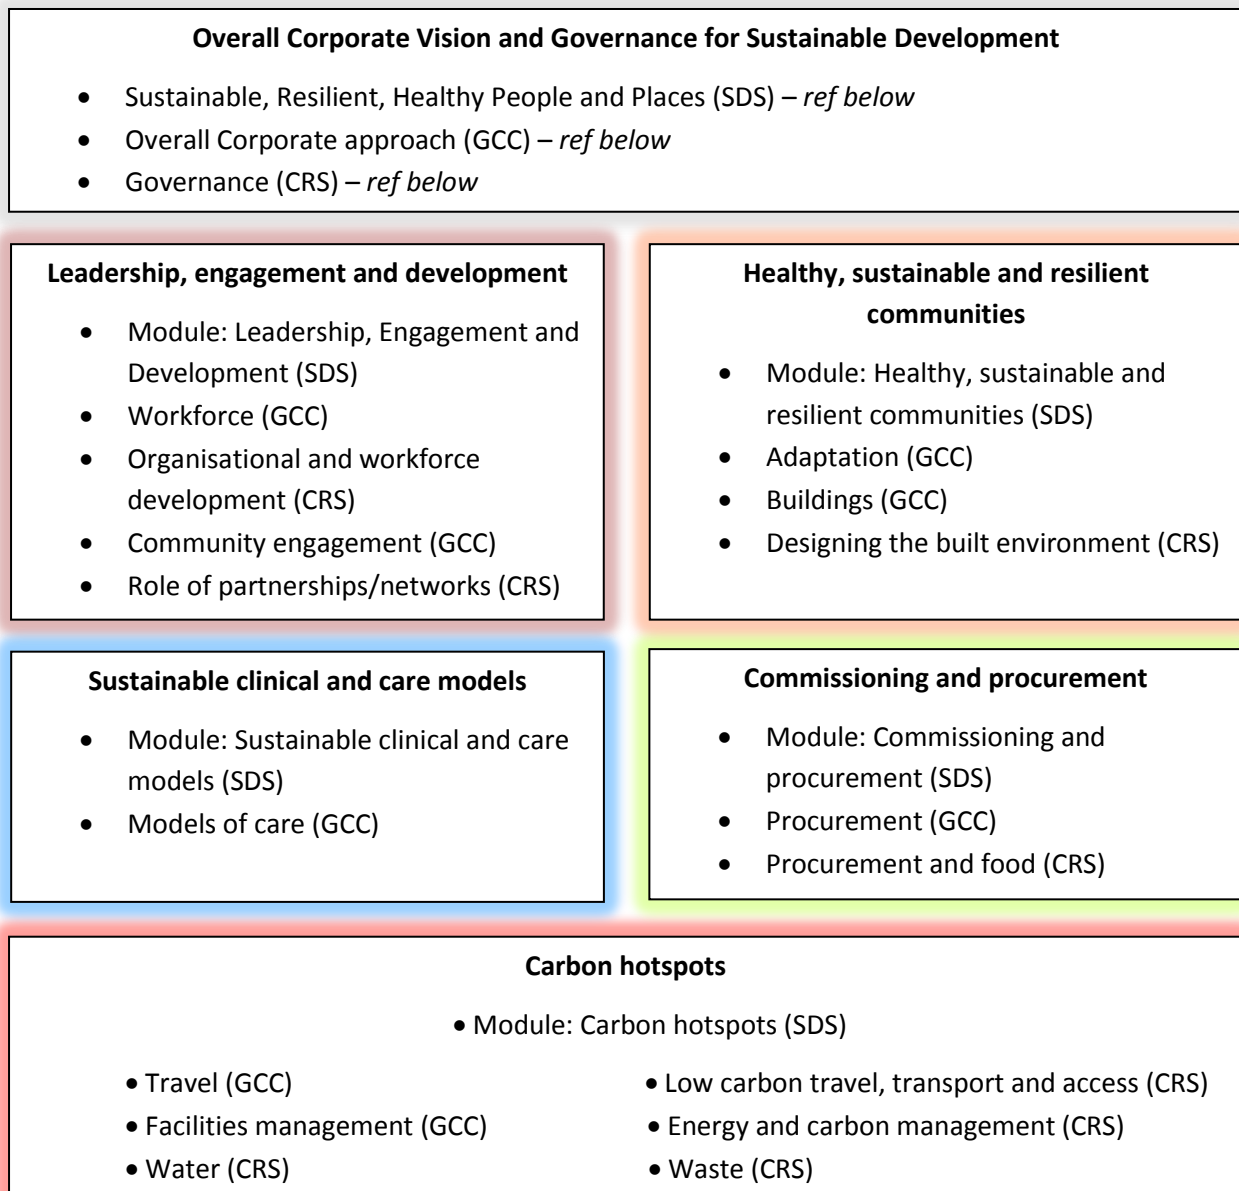 Overall Corporate Vision and Governance for Sustainable Development
• Sustainable, Resilient, Healthy People and Places (SDS) – ref below
• Overall Corporate approach (GCC) – ref below
• Governance (CRS) – ref below
Leadership, engagement and development
• Module: Leadership, Engagement and
Development (SDS)
• Workforce (GCC)
• Organisational and workforce
development (CRS)
• Community engagement (GCC)
• Role of partnerships/networks (CRS)
Healthy, sustainable and resilient
communities
• Module: Healthy, sustainable and
resilient communities (SDS)
• Adaptation (GCC)
• Buildings (GCC)
• Designing the built environment (CRS)
Sustainable clinical and care models
• Module: Sustainable clinical and care
models (SDS)
• Models of care (GCC)
Commissioning and procurement
• Module: Commissioning and
procurement (SDS)
• Procurement (GCC)
• Procurement and food (CRS)
Carbon hotspots
• Module: Carbon hotspots (SDS)
• Travel (GCC)
• Facilities management (GCC)
• Water (CRS)
• Low carbon travel, transport and access (CRS)
• Energy and carbon management (CRS)
• Waste (CRS)